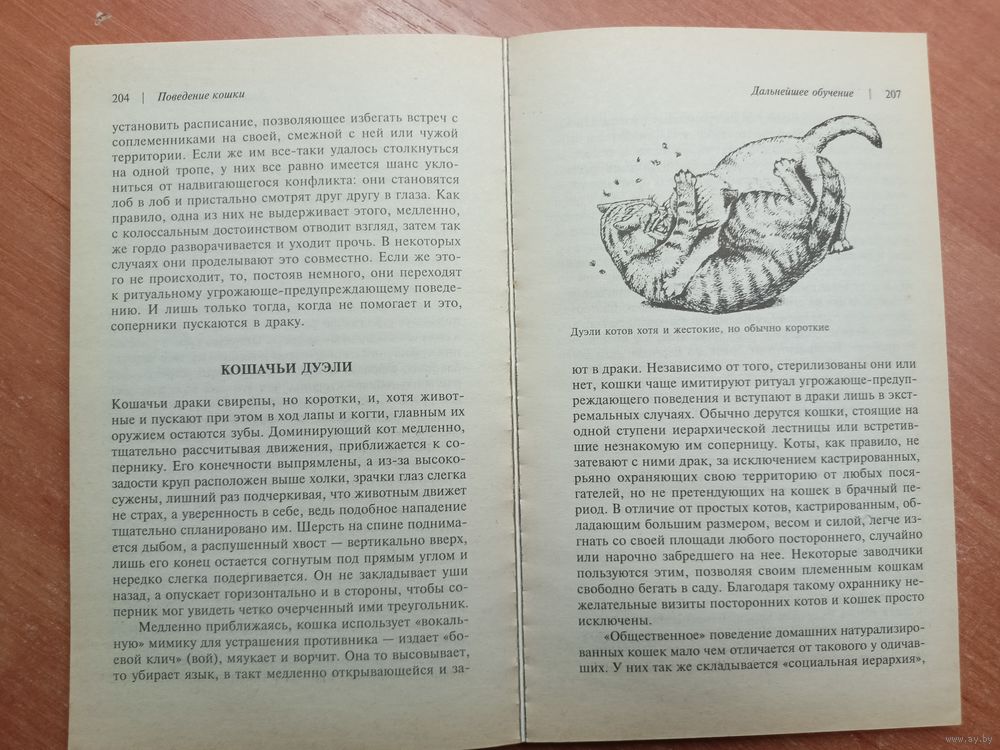 204 | Поведение кошки
установить расписание, позволяющее избегать встреч с
соплеменниками на своей, смежной с ней или чужой
территории. Если же им все-таки удалось столкнуться
на одной тропе, у них все равно имеется шанс укло-
ниться от надвигающегося конфликта: они становятся
лоб в лоб и пристально смотрят друг другу в глаза. Как
правило, одна из них не выдерживает этого, медленно,
с колоссальным достоинством отводит взгляд, затем так
же гордо разворачивается и уходит прочь. В некоторых
случаях они проделывают это совместно. Если же это-
го не происходит, то, постояв немного, они переходят
к ритуальному угрожающе-предупреждающему поведе-
нию. И лишь только тогда, когда не помогает и это,
соперники пускаются в драку.
КОШАЧЬИ ДУЭЛИ
Кошачьи драки свирепы, но коротки, и, хотя живот-
ные и пускают при этом в ход лапы и когти, главным их
оружием остаются зубы. Доминирующий кот медленно,
тщательно рассчитывая движения, приближается к со-
пернику. Его конечности выпрямлены, а из-за высоко-
задости круп расположен выше холки, зрачки глаз слегка
сужены, лишний раз подчеркивая, что животным движет
не страх, а уверенность в себе, ведь подобное нападение
тщательно спланировано им. Шерсть на спине поднима-
ется дыбом, а распушенный хвост — вертикально вверх,
лишь его конец остается согнутым под прямым углом и
нередко слегка подергивается. Он не закладывает уши
назад, а опускает горизонтально и в стороны, чтобы со-
перник мог увидеть четко очерченный ими треугольник.
Медленно приближаясь, кошка использует «вокаль-
ную» мимику для устрашения противника — издает «бо-
евой клич» (вой), мяукает и ворчит. Она то высовывает,
то убирает язык, в такт медленно открывающейся и за-
Дальнейшее обучение | 207
Дуэли котов хотя и жестокие, но обычно короткие
ют в драки. Независимо от того, стерилизованы они или
нет, кошки чаще имитируют ритуал угрожающе-предуп-
реждающего поведения и вступают в драки лишь в экст-
ремальных случаях. Обычно дерутся кошки, стоящие на
одной ступени иерархической лестницы или встретив-
шие незнакомую им соперницу. Коты, как правило, не
затевают с ними драк, за исключением кастрированных,
рьяно охраняющих свою территорию от любых пося-
гателей, но не претендующих на кошек в брачный пе-
риод. В отличие от простых котов, кастрированным, об-
ладающим большим размером, весом и силой, легче из-
гнать со своей площади любого постороннего, случайно
или нарочно забредшего на нее. Некоторые заводчики
пользуются этим, позволяя своим племенным кошкам
свободно бегать в саду. Благодаря такому охраннику не-
желательные визиты посторонних котов и кошек просто
исключены.
«Общественное» поведение домашних натурализиро-
ванных кошек мало чем отличается от такового у одичав-
ших. У них так же складывается «социальная иерархия»,
www.ay.by